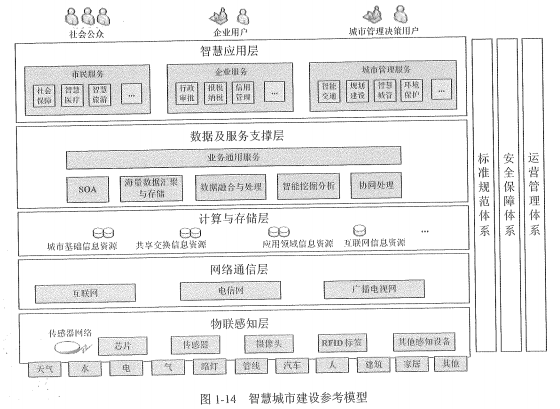 社会公众 企业用户 城市管理决策用户
智慧应用层
市民服务 企业服务 城市管理服务
社会保障 智慧医疗 智慧旅游 ... 行政审批 报税纳税 信用管理 ... 智能交通 规划建设 智慧城管 环境保护 ...
数据及服务支撑层
业务通用服务
SOA 海量数据汇聚与存储 数据融合与处理 智能挖掘分析 协同处理
计算与存储层
城市基础信息资源 共享交换信息资源 应用领域信息资源 互联网信息资源 ...
网络通信层
互联网 电信网 广播电视网
物联感知层
传感器网络 芯片 传感器 摄像头 RFID标签 其他感知设备
天气 水 电 气 路灯 管线 汽车 人 建筑 家居 其他
标准规范体系
安全保障体系
运营管理体系
图 1-14 智慧城市建设参考模型